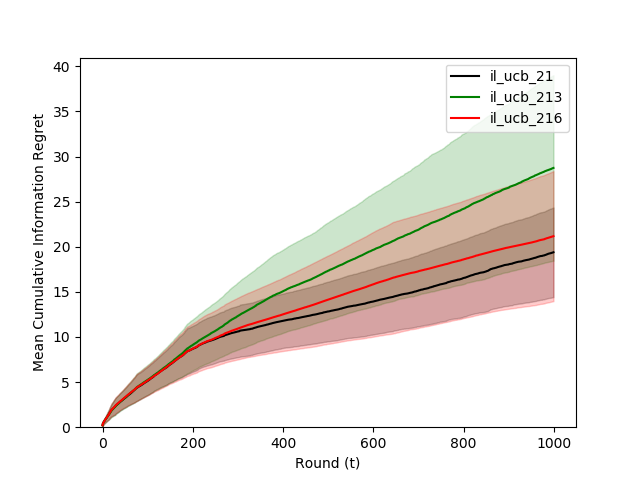 il_ucb_21
il_ucb_213
il_ucb_216
Mean Cumulative Information Regret
40
35
30
25
20
15
10
5
0
0 200 400 600 800 1000
Round (t)